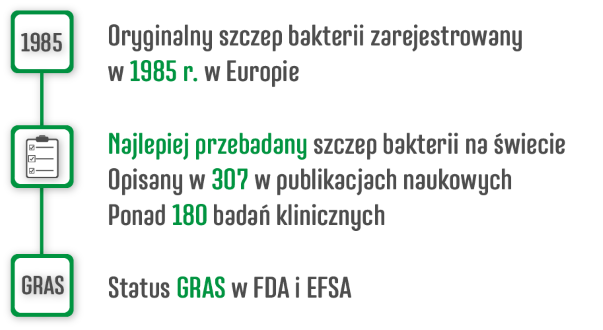 1985
Oryginalny szczep bakterii zarejestrowany
w 1985 r. w Europie
Najlepiej przebadany szczep bakterii na świecie
Opisany w 307 w publikacjach naukowych
Ponad 180 badań klinicznych
GRAS
Status GRAS w FDA i EFSA